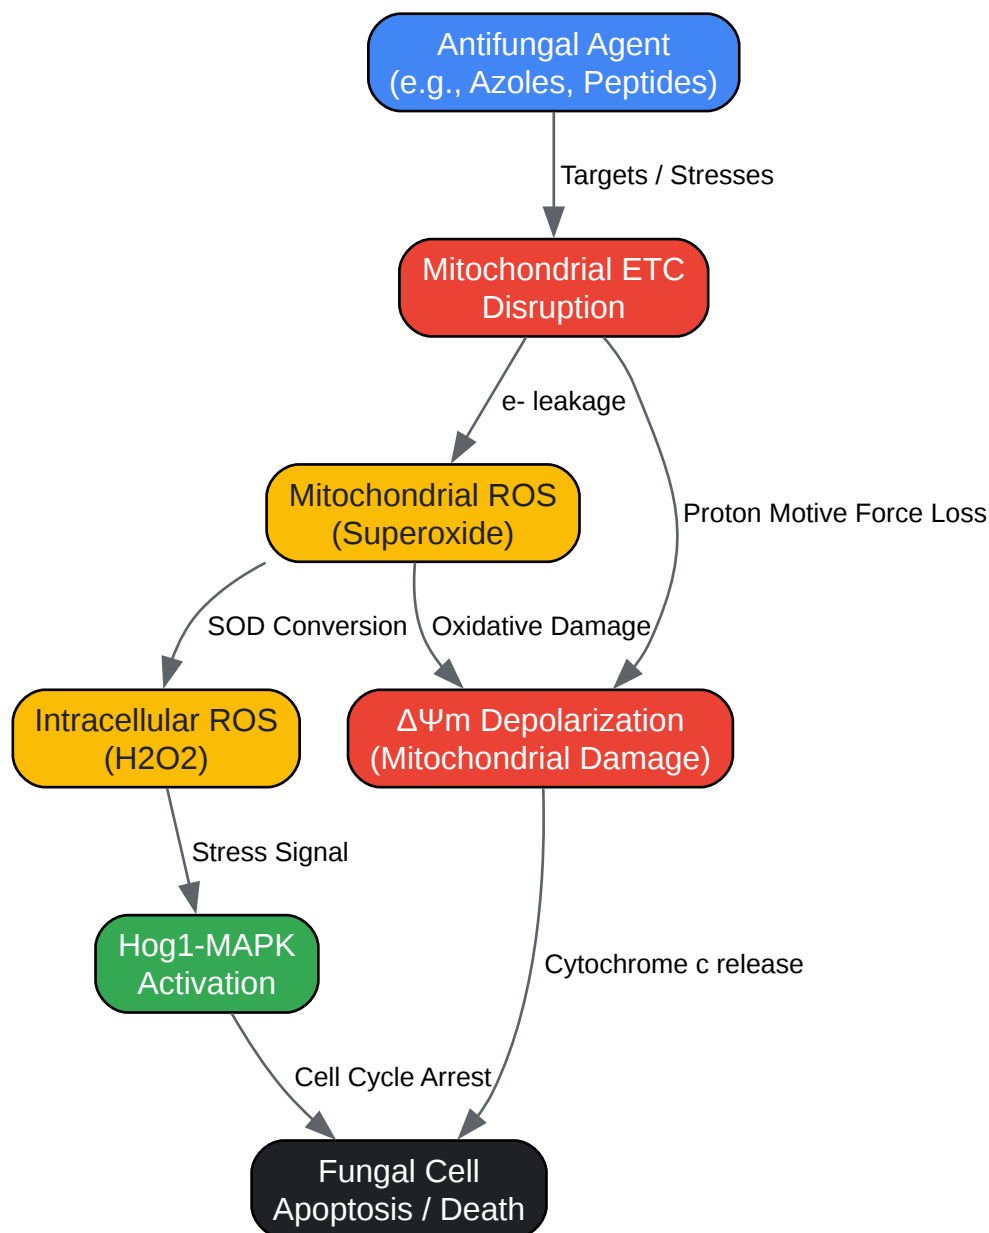 Antifungal Agent
(e.g., Azoles, Peptides)
Targets / Stresses
Mitochondrial ETC
Disruption
e- leakage
Mitochondrial ROS
(Superoxide)
Proton Motive Force Loss
SOD Conversion
Oxidative Damage
Intracellular ROS
(H2O2)
ΔΨm Depolarization
(Mitochondrial Damage)
Stress Signal
Hog1-MAPK
Activation
Cytochrome c release
Cell Cycle Arrest
Fungal Cell
Apoptosis / Death